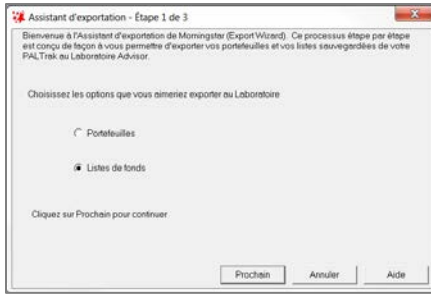 Assistant d'exportation - Étape 1 de 3
Bienvenue à l'Assistant d'exportation de Morningstar (Export Wizard). Ce processus étape par étape
est conçu de façon à vous permettre d'exporter vos portefeuilles et vos listes sauvegardées de votre
PALTrak au Laboratoire Advisor.
Choisissez les options que vous aimeriez exporter au Laboratoire
Portefeuilles
Listes de fonds
Cliquez sur Prochain pour continuer
Prochain
Annuler
Aide